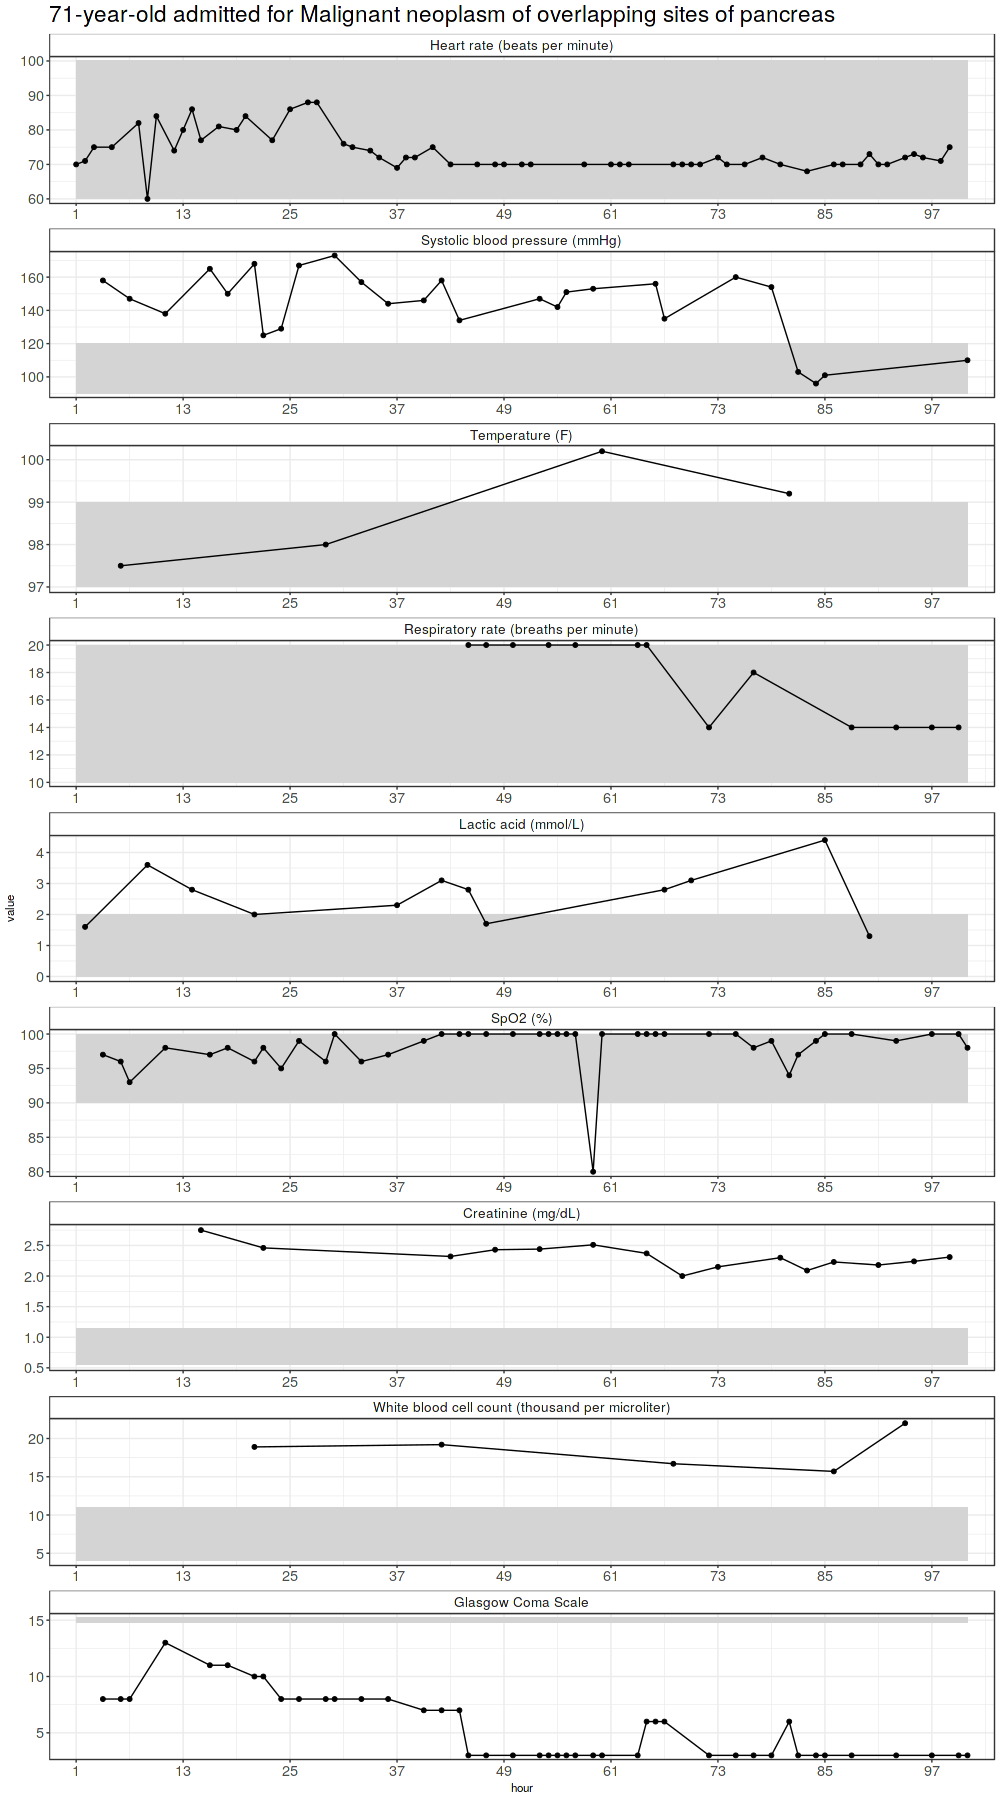 71-year-old admitted for Malignant neoplasm of overlapping sites of pancreas
Heart rate (beats per minute)
100
90
80
70
60
1 13 25 37 49 61 73 85 97
Systolic blood pressure (mmHg)
160
140
120
100
1 13 25 37 49 61 73 85 97
Temperature (F)
100
99
98
97
1 13 25 37 49 61 73 85 97
Respiratory rate (breaths per minute)
20
18
16
14
12
10
1 13 25 37 49 61 73 85 97
Lactic acid (mmol/L)
4
3
2
1
0
1 13 25 37 49 61 73 85 97
value
SpO2 (%)
100
95
90
85
80
1 13 25 37 49 61 73 85 97
Creatinine (mg/dL)
2.5
2.0
1.5
1.0
0.5
1 13 25 37 49 61 73 85 97
White blood cell count (thousand per microliter)
20
15
10
5
1 13 25 37 49 61 73 85 97
Glasgow Coma Scale
15
10
5
1 13 25 37 49 61 73 85 97
hour